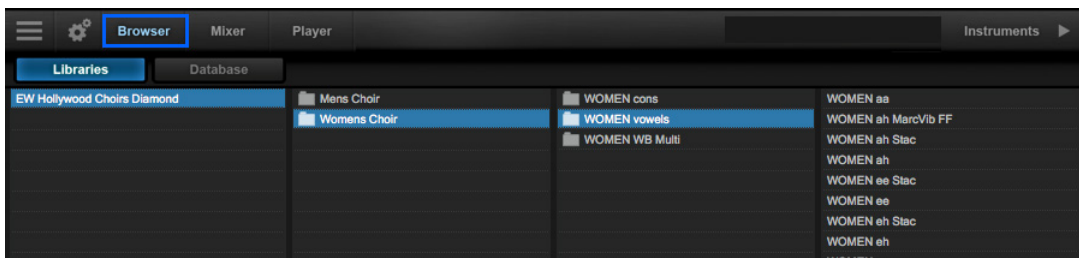 Browser Mixer Player Instruments
Libraries Database
EW Hollywood Choirs Diamond Mens Choir WOMEN cons WOMEN aa
Womens Choir WOMEN vowels WOMEN ah MarcVib FF
WOMEN WB Multi WOMEN ah Stac
WOMEN ah
WOMEN ee Stac
WOMEN ee
WOMEN eh Stac
WOMEN eh